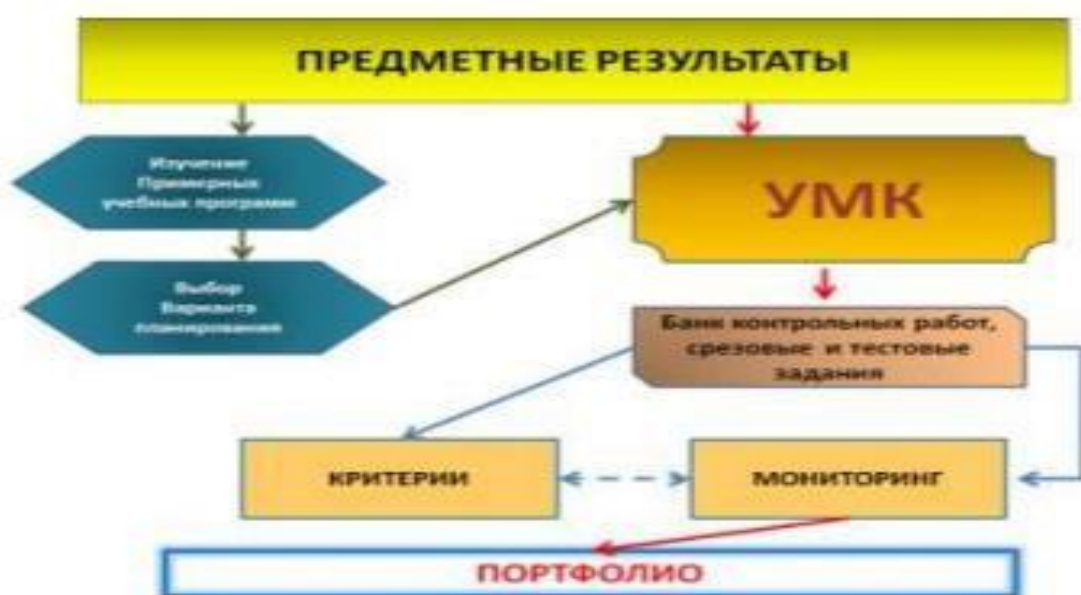 ПРЕДМЕТНЫЕ РЕЗУЛЬТАТЫ
Изучение
Примерных
учебных программ
УМК
Выбор
Варианта
планирования
Банк контрольных работ,
срезовые и тестовые
задания
КРИТЕРИИ
МОНИТОРИНГ
ПОРТФОЛИО